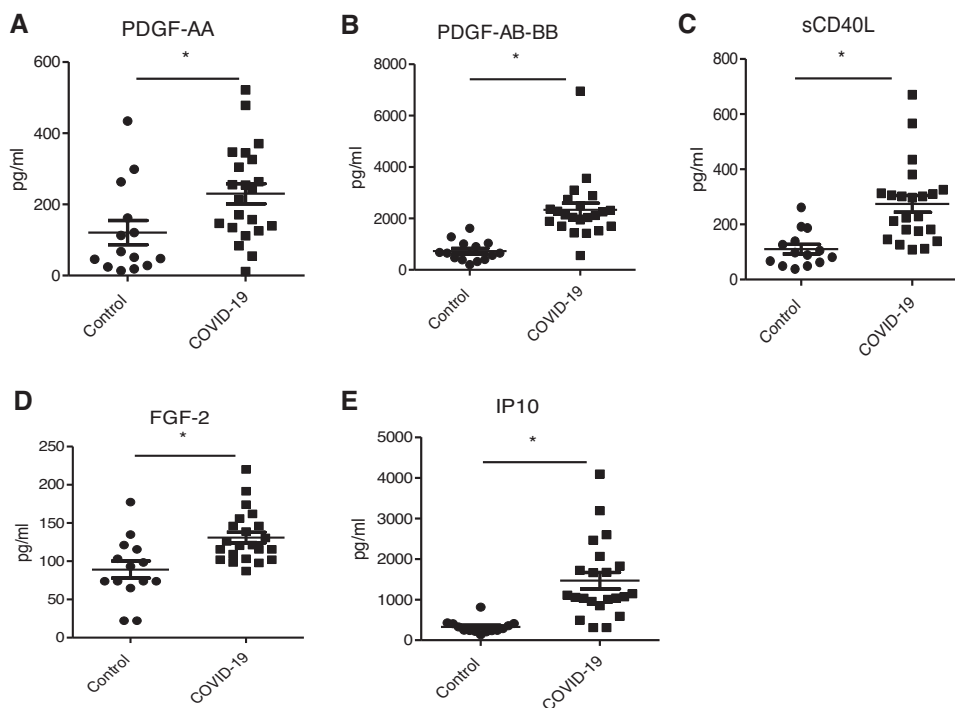 A
PDGF-AA
*
600
400
200
0
pg/ml
Control
COVID-19
B
PDGF-AB-BB
*
8000
6000
4000
2000
0
pg/ml
Control
COVID-19
C
sCD40L
*
800
600
400
200
0
pg/ml
Control
COVID-19
D
FGF-2
*
250
200
150
100
50
0
pg/ml
Control
COVID-19
E
IP10
*
5000
4000
3000
2000
1000
0
pg/ml
Control
COVID-19